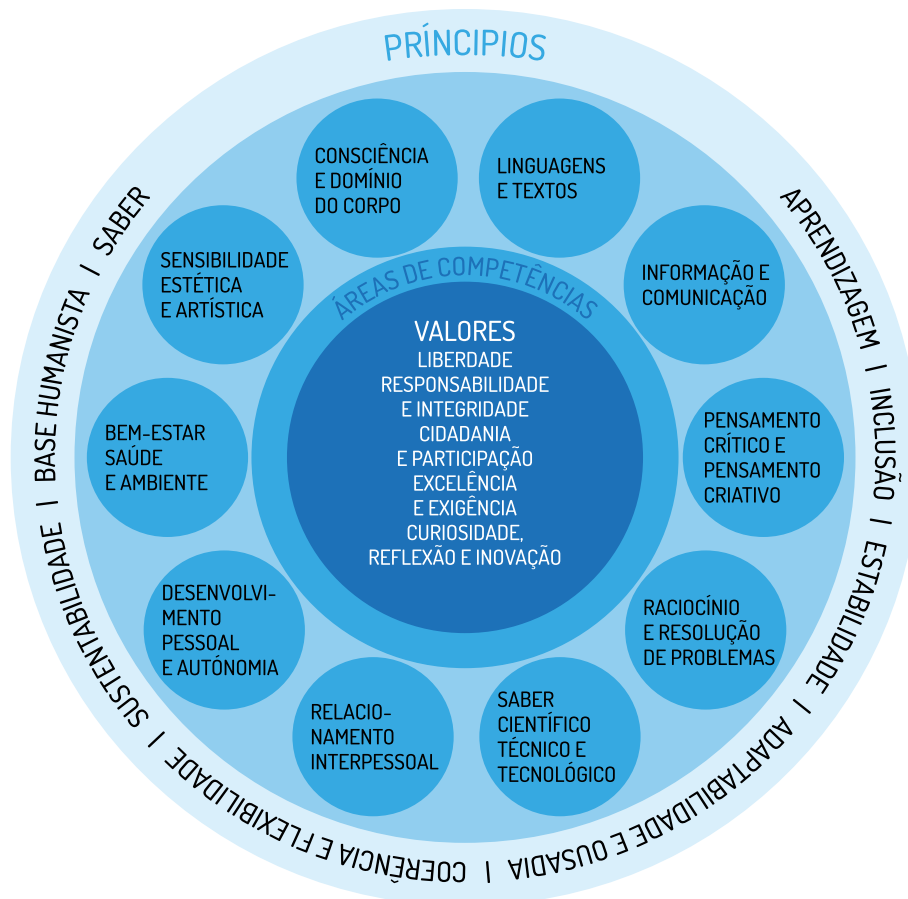 PRÍNCIPIOS
APRENDIZAGEM I INCLUSÃO I ESTABILIDADE I ADAPTABILIDADE E OUSADIA I COERÊNCIA E FLEXIBILIDADE I SUSTENTABILIDADE I BASE HUMANISTA I SABER
LINGUAGENS
E TEXTOS
INFORMAÇÃO E
COMUNICAÇÃO
PENSAMENTO
CRÍTICO E
PENSAMENTO
CRIATIVO
RACIOCÍNIO
E RESOLUÇÃO
DE PROBLEMAS
SABER
CIENTÍFICO
TÉCNICO E
TECNOLÓGICO
RELACIO-
NAMENTO
INTERPESSOAL
DESENVOLVI-
MENTO
PESSOAL
E AUTÓNOMIA
BEM-ESTAR
SAÚDE
E AMBIENTE
SENSIBILIDADE
ESTÉTICA
E ARTÍSTICA
CONSCIÊNCIA
E DOMÍNIO
DO CORPO
ÁREAS DE COMPETÊNCIAS
VALORES
LIBERDADE
RESPONSABILIDADE
E INTEGRIDADE
CIDADANIA
E PARTICIPAÇÃO
EXCELÊNCIA
E EXIGÊNCIA
CURIOSIDADE,
REFLEXÃO E INOVAÇÃO